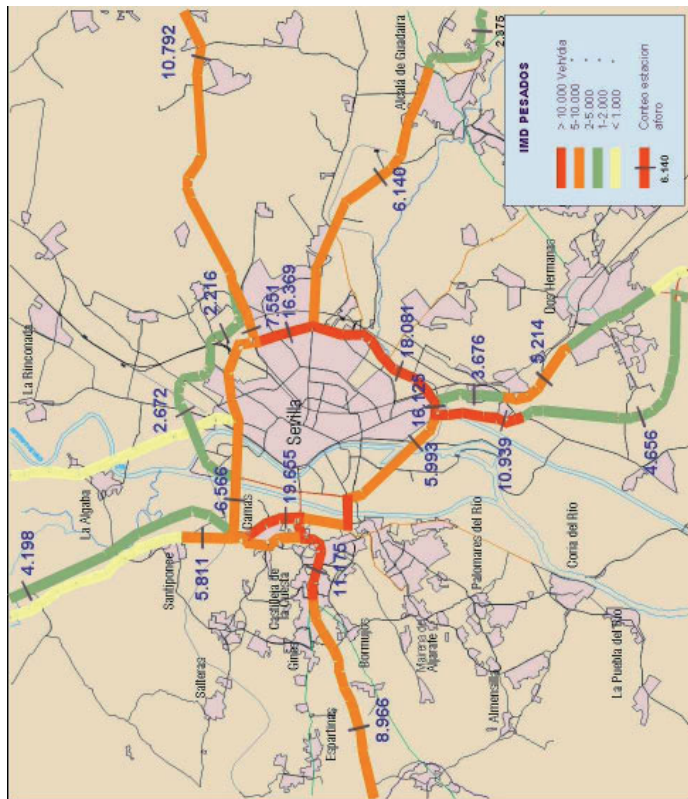 IMD PESADOS
> 10.000 Veh/dia
5-10.000 "
2-5.000 "
1-2.000 "
< 1.000 "
Conteo estacion
aforo
6.140
10.792
Alcalá de Guadaira
2.375
6.140
2.216
7.551
16.369
La Rinconada
2.672
Sevilla
18.081
Dos Hermanas
5.214
3.676
16.125
10.939
4.656
5.993
La Algaba
6.566
Camas
19.655
4.198
Santiponce
5.811
Castilleja de
la Cuesta
11.175
Gines
Bormujos
Salteras
Espartinas
8.966
Mairena del
Aljarafe
Palomares del Río
Coria del Río
Almensilla
La Puebla del Río